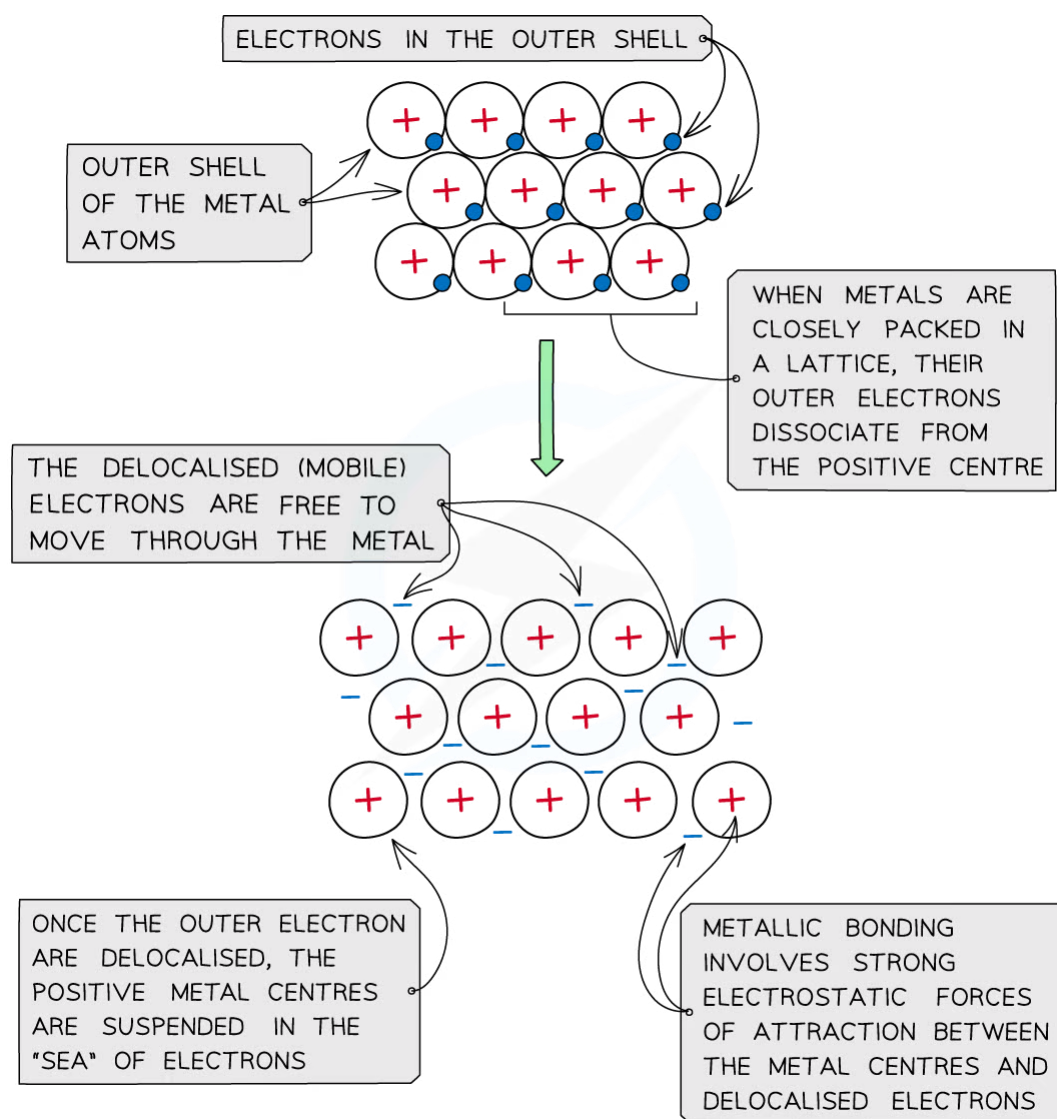 ELECTRONS IN THE OUTER SHELL
OUTER SHELL
OF THE METAL
ATOMS
WHEN METALS ARE
CLOSELY PACKED IN
A LATTICE, THEIR
OUTER ELECTRONS
DISSOCIATE FROM
THE POSITIVE CENTRE
THE DELOCALISED (MOBILE)
ELECTRONS ARE FREE TO
MOVE THROUGH THE METAL
ONCE THE OUTER ELECTRON
ARE DELOCALISED, THE
POSITIVE METAL CENTRES
ARE SUSPENDED IN THE
"SEA" OF ELECTRONS
METALLIC BONDING
INVOLVES STRONG
ELECTROSTATIC FORCES
OF ATTRACTION BETWEEN
THE METAL CENTRES AND
DELOCALISED ELECTRONS